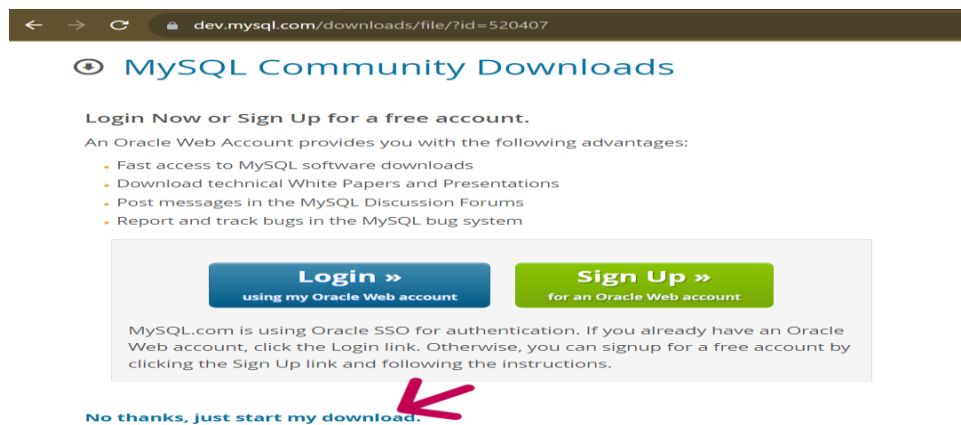 dev.mysql.com/downloads/file/?id=520407
MySQL Community Downloads
Login Now or Sign Up for a free account.
An Oracle Web Account provides you with the following advantages:
Fast access to MySQL software downloads
Download technical White Papers and Presentations
Post messages in the MySQL Discussion Forums
Report and track bugs in the MySQL bug system
Login »
using my Oracle Web account
Sign Up »
for an Oracle Web account
MySQL.com is using Oracle SSO for authentication. If you already have an Oracle
Web account, click the Login link. Otherwise, you can signup for a free account by
clicking the Sign Up link and following the instructions.
No thanks, just start my download.